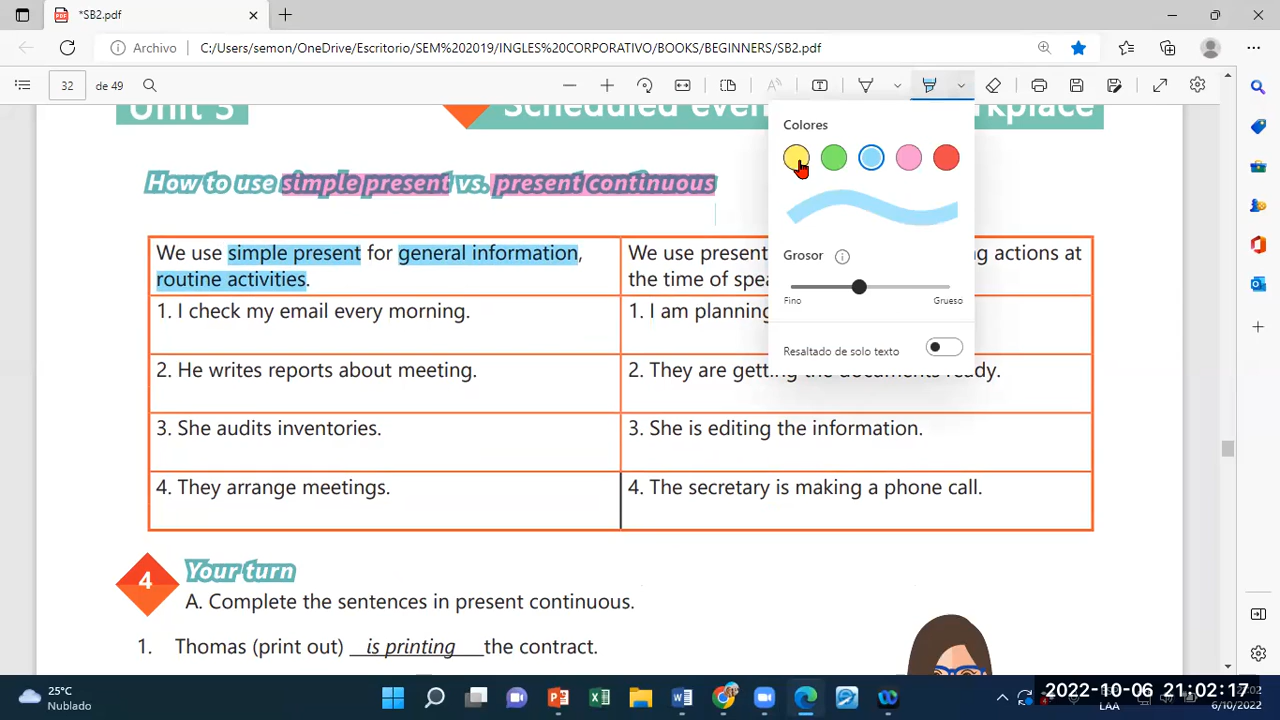 *SB2.pdf
Archivo
C:/Users/semon/OneDrive/Escritorio/SEM%202019/INGLES%20CORPORATIVO/BOOKS/BEGINNERS/SB2.pdf
32 de 49
Unit 3
Colores
Grosor
Fino Grueso
Resaltado de solo texto
How to use simple present vs. present continuous
We use simple present for general information,
routine activities.
We use present
actions at
the time of
1. I check my email every morning.
1. I am planning
2. He writes reports about meeting.
2. They are getting the documents ready.
3. She audits inventories.
3. She is editing the information.
4. They arrange meetings.
4. The secretary is making a phone call.
4 Your turn
A. Complete the sentences in present continuous.
1. Thomas (print out) __is printing___the contract.
25°C
Nublado
LAA
2022-10-06 21:02:17
6/10/2022